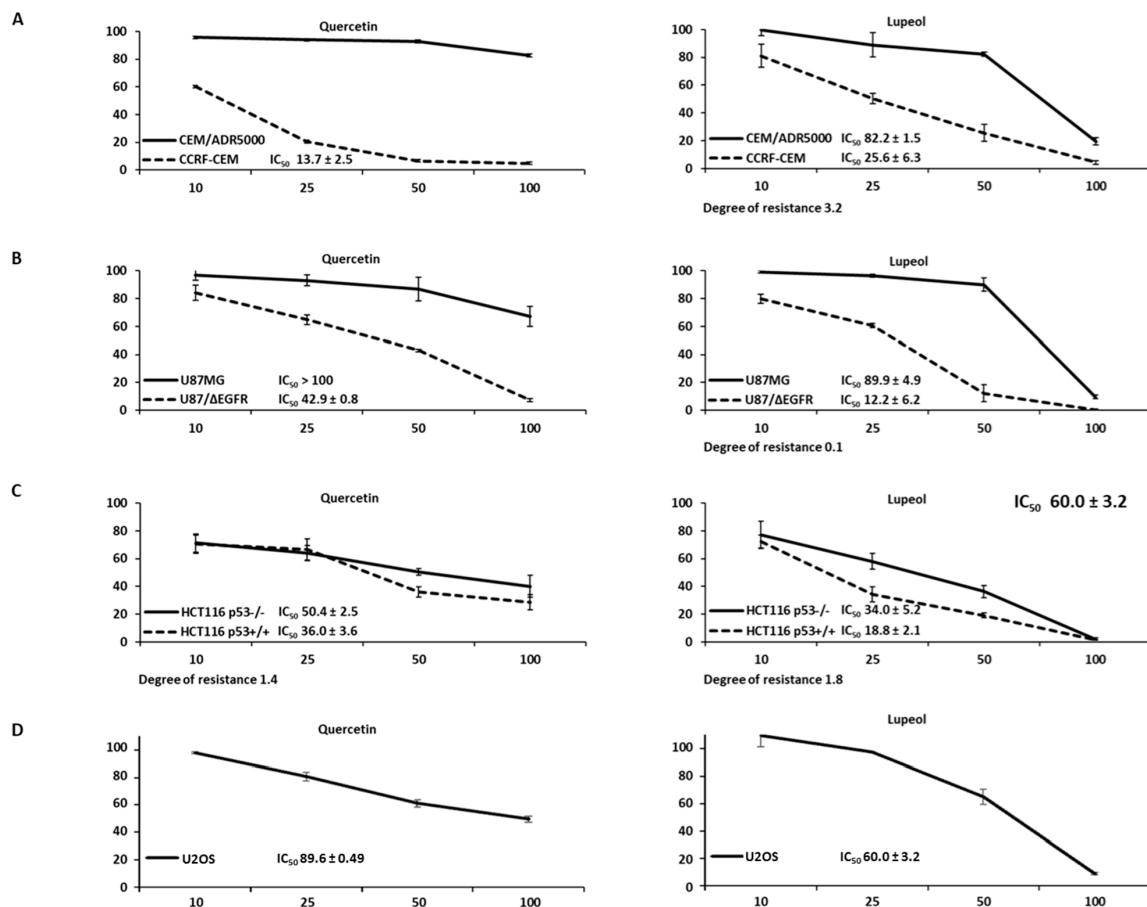 A
Quercetin
100
80
60
40
20
0
CEM/ADR5000
CCRF-CEM IC50 13.7 ± 2.5
10 25 50 100
Lupeol
100
80
60
40
20
0
CEM/ADR5000 IC50 82.2 ± 1.5
CCRF-CEM IC50 25.6 ± 6.3
10 25 50 100
Degree of resistance 3.2
B
Quercetin
100
80
60
40
20
0
U87MG IC50 > 100
U87/ΔEGFR IC50 42.9 ± 0.8
10 25 50 100
Lupeol
100
80
60
40
20
0
U87MG IC50 89.9 ± 4.9
U87/ΔEGFR IC50 12.2 ± 6.2
10 25 50 100
Degree of resistance 0.1
C
Quercetin
100
80
60
40
20
0
HCT116 p53-/- IC50 50.4 ± 2.5
HCT116 p53+/+ IC50 36.0 ± 3.6
10 25 50 100
Degree of resistance 1.4
Lupeol
IC50 60.0 ± 3.2
100
80
60
40
20
0
HCT116 p53-/- IC50 34.0 ± 5.2
HCT116 p53+/+ IC50 18.8 ± 2.1
10 25 50 100
Degree of resistance 1.8
D
Quercetin
100
80
60
40
20
0
U2OS IC50 89.6 ± 0.49
10 25 50 100
Lupeol
100
80
60
40
20
0
U2OS IC50 60.0 ± 3.2
10 25 50 100